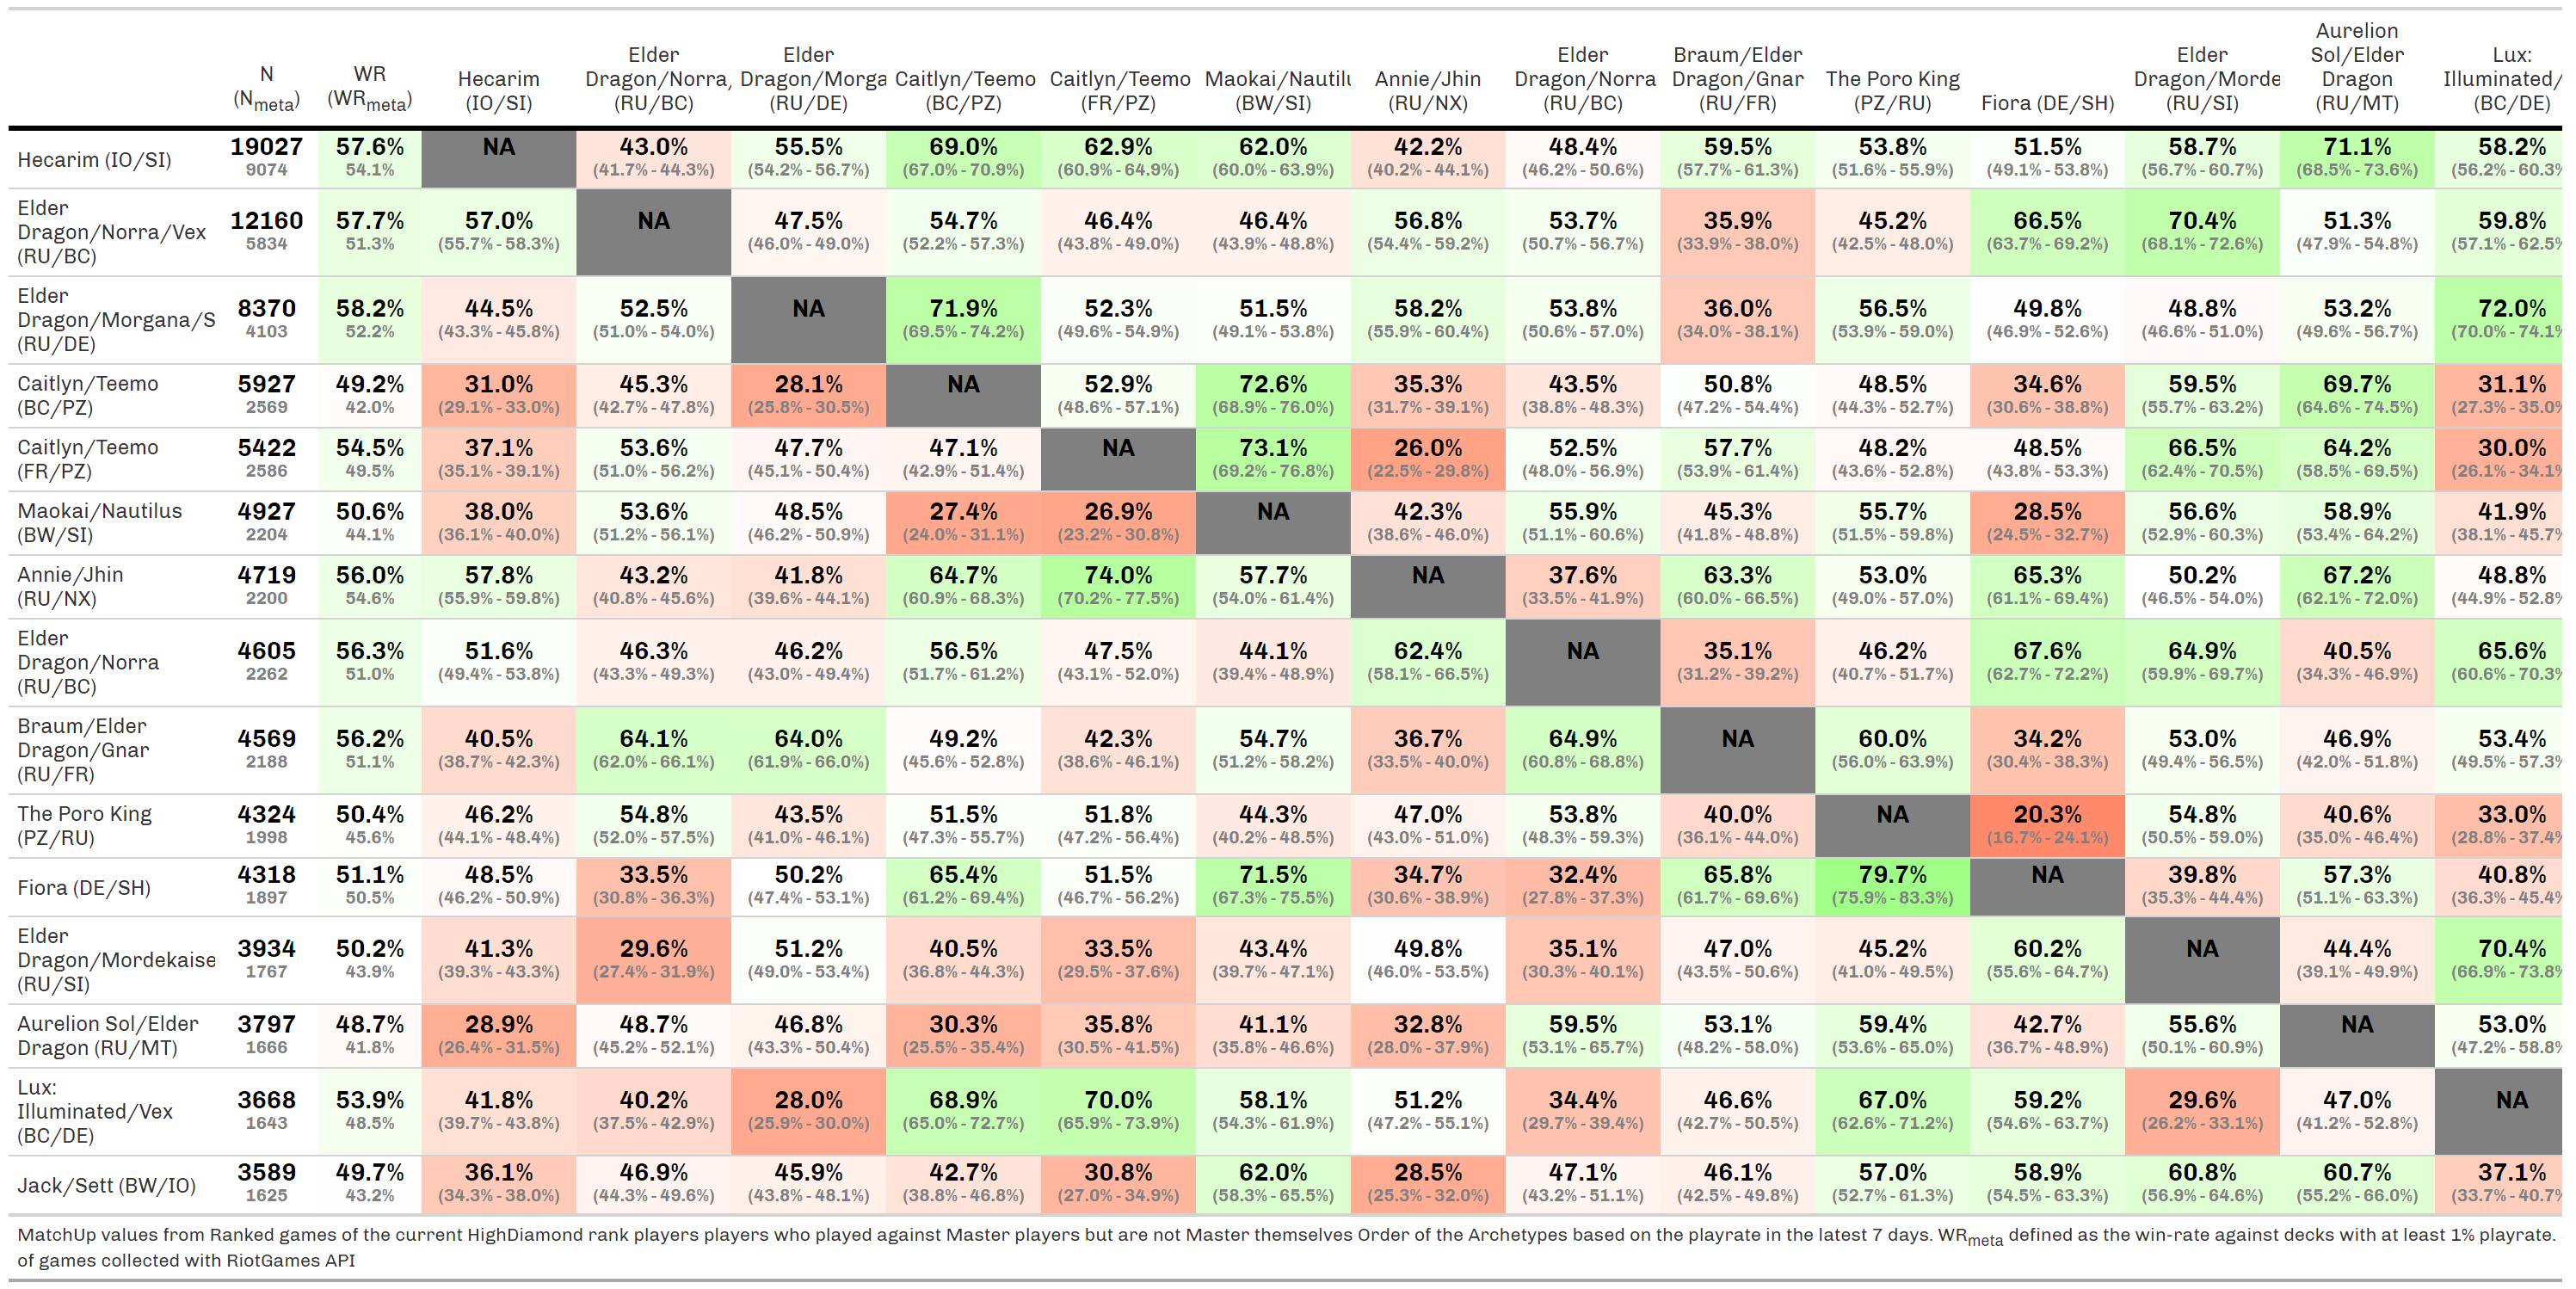 N
(Nmeta)
WR
(WRmeta)
Hecarim
(IO/SI)
Elder
Dragon/Norra,
(RU/BC)
Elder
Dragon/Morga
(RU/DE)
Caitlyn/Teemo
(BC/PZ)
Caitlyn/Teemo
(FR/PZ)
Maokai/Nautilu
(BW/SI)
Annie/Jhin
(RU/NX)
Elder
Dragon/Norra
(RU/BC)
Braum/Elder
Dragon/Gnar
(RU/FR)
The Poro King
(PZ/RU)
Fiora (DE/SH)
Elder
Dragon/Morde
(RU/SI)
Aurelion
Sol/Elder
Dragon
(RU/MT)
Lux:
Illuminated/
(BC/DE)
Hecarim (IO/SI)
19027 57.6% NA 43.0% 55.5% 69.0% 62.9% 62.0% 42.2% 48.4% 59.5% 53.8% 51.5% 58.7% 71.1% 58.2%
9074 54.1% (41.7% - 44.3%) (54.2% - 56.7%) (67.0% - 70.9%) (60.9% - 64.9%) (60.0% - 63.9%) (40.2% - 44.1%) (46.2% - 50.6%) (57.7% - 61.3%) (51.6% - 55.9%) (49.1% - 53.8%) (56.7% - 60.7%) (68.5% - 73.6%) (56.2% - 60.3%
Elder
Dragon/Norra/Vex
(RU/BC)
12160 57.7% 57.0% NA 47.5% 54.7% 46.4% 46.4% 56.8% 53.7% 35.9% 45.2% 66.5% 70.4% 51.3% 59.8%
5834 51.3% (55.7% - 58.3%) (46.0% - 49.0%) (52.2% - 57.3%) (43.8% - 49.0%) (43.9% - 48.8%) (54.4% - 59.2%) (50.7% - 56.7%) (33.9% - 38.0%) (42.5% - 48.0%) (63.7% - 69.2%) (68.1% - 72.6%) (47.9% - 54.8%) (57.1% - 62.5%
Elder
Dragon/Morgana/S
(RU/DE)
8370 58.2% 44.5% 52.5% NA 71.9% 52.3% 51.5% 58.2% 53.8% 36.0% 56.5% 49.8% 48.8% 53.2% 72.0%
4103 52.2% (43.3% - 45.8%) (51.0% - 54.0%) (69.5% - 74.2%) (49.6% - 54.9%) (49.1% - 53.8%) (55.9% - 60.4%) (50.6% - 57.0%) (34.0% - 38.1%) (53.9% - 59.0%) (46.9% - 52.6%) (46.6% - 51.0%) (49.6% - 56.7%) (70.0% - 74.1%
Caitlyn/Teemo
(BC/PZ)
5927 49.2% 31.0% 45.3% 28.1% NA 52.9% 72.6% 35.3% 43.5% 50.8% 48.5% 34.6% 59.5% 69.7% 31.1%
2569 42.0% (29.1% - 33.0%) (42.7% - 47.8%) (25.8% - 30.5%) (48.6% - 57.1%) (68.9% - 76.0%) (31.7% - 39.1%) (38.8% - 48.3%) (47.2% - 54.4%) (44.3% - 52.7%) (30.6% - 38.8%) (55.7% - 63.2%) (64.6% - 74.5%) (27.3% - 35.0%
Caitlyn/Teemo
(FR/PZ)
5422 54.5% 37.1% 53.6% 47.7% 47.1% NA 73.1% 26.0% 52.5% 57.7% 48.2% 48.5% 66.5% 64.2% 30.0%
2586 49.5% (35.1% - 39.1%) (51.0% - 56.2%) (45.1% - 50.4%) (42.9% - 51.4%) (69.2% - 76.8%) (22.5% - 29.8%) (48.0% - 56.9%) (53.9% - 61.4%) (43.6% - 52.8%) (43.8% - 53.3%) (62.4% - 70.5%) (58.5% - 69.5%) (26.1% - 34.1%
Maokai/Nautilus
(BW/SI)
4927 50.6% 38.0% 53.6% 48.5% 27.4% 26.9% NA 42.3% 55.9% 45.3% 55.7% 28.5% 56.6% 58.9% 41.9%
2204 44.1% (36.1% - 40.0%) (51.2% - 56.1%) (46.2% - 50.9%) (24.0% - 31.1%) (23.2% - 30.8%) (38.6% - 46.0%) (51.1% - 60.6%) (41.8% - 48.8%) (51.5% - 59.8%) (24.5% - 32.7%) (52.9% - 60.3%) (53.4% - 64.2%) (38.1% - 45.7%
Annie/Jhin
(RU/NX)
4719 56.0% 57.8% 43.2% 41.8% 64.7% 74.0% 57.7% NA 37.6% 63.3% 53.0% 65.3% 50.2% 67.2% 48.8%
2200 54.6% (55.9% - 59.8%) (40.8% - 45.6%) (39.6% - 44.1%) (60.9% - 68.3%) (70.2% - 77.5%) (54.0% - 61.4%) (33.5% - 41.9%) (60.0% - 66.5%) (49.0% - 57.0%) (61.1% - 69.4%) (46.5% - 54.0%) (62.1% - 72.0%) (44.9% - 52.8%
Elder
Dragon/Norra
(RU/BC)
4605 56.3% 51.6% 46.3% 46.2% 56.5% 47.5% 44.1% 62.4% NA 35.1% 46.2% 67.6% 64.9% 40.5% 65.6%
2262 51.0% (49.4% - 53.8%) (43.3% - 49.3%) (43.0% - 49.4%) (51.7% - 61.2%) (43.1% - 52.0%) (39.4% - 48.9%) (58.1% - 66.5%) (31.2% - 39.2%) (40.7% - 51.7%) (62.7% - 72.2%) (59.9% - 69.7%) (34.3% - 46.9%) (60.6% - 70.3%
Braum/Elder
Dragon/Gnar
(RU/FR)
4569 56.2% 40.5% 64.1% 64.0% 49.2% 42.3% 54.7% 36.7% 64.9% NA 60.0% 34.2% 53.0% 46.9% 53.4%
2188 51.1% (38.7% - 42.3%) (62.0% - 66.1%) (61.9% - 66.0%) (45.6% - 52.8%) (38.6% - 46.1%) (51.2% - 58.2%) (33.5% - 40.0%) (60.8% - 68.8%) (56.0% - 63.9%) (30.4% - 38.3%) (49.4% - 56.5%) (42.0% - 51.8%) (49.5% - 57.3%
The Poro King
(PZ/RU)
4324 50.4% 46.2% 54.8% 43.5% 51.5% 51.8% 44.3% 47.0% 53.8% 40.0% NA 20.3% 54.8% 40.6% 33.0%
1998 45.6% (44.1% - 48.4%) (52.0% - 57.5%) (41.0% - 46.1%) (47.3% - 55.7%) (47.2% - 56.4%) (40.2% - 48.5%) (43.0% - 51.0%) (48.3% - 59.3%) (36.1% - 44.0%) (16.7% - 24.1%) (50.5% - 59.0%) (35.0% - 46.4%) (28.8% - 37.4%
Fiora (DE/SH)
4318 51.1% 48.5% 33.5% 50.2% 65.4% 51.5% 71.5% 34.7% 32.4% 65.8% 79.7% NA 39.8% 57.3% 40.8%
1897 50.5% (46.2% - 50.9%) (30.8% - 36.3%) (47.4% - 53.1%) (61.2% - 69.4%) (46.7% - 56.2%) (67.3% - 75.5%) (30.6% - 38.9%) (27.8% - 37.3%) (61.7% - 69.6%) (75.9% - 83.3%) (35.3% - 44.4%) (51.1% - 63.3%) (36.3% - 45.4%
Elder
Dragon/Mordekaise
(RU/SI)
3934 50.2% 41.3% 29.6% 51.2% 40.5% 33.5% 43.4% 49.8% 35.1% 47.0% 45.2% 60.2% NA 44.4% 70.4%
1767 43.9% (39.3% - 43.3%) (27.4% - 31.9%) (49.0% - 53.4%) (36.8% - 44.3%) (29.5% - 37.6%) (39.7% - 47.1%) (46.0% - 53.5%) (30.3% - 40.1%) (43.5% - 50.6%) (41.0% - 49.5%) (55.6% - 64.7%) (39.1% - 49.9%) (66.9% - 73.8%
Aurelion Sol/Elder
Dragon (RU/MT)
3797 48.7% 28.9% 48.7% 46.8% 30.3% 35.8% 41.1% 32.8% 59.5% 53.1% 59.4% 42.7% 55.6% NA 53.0%
1666 41.8% (26.4% - 31.5%) (45.2% - 52.1%) (43.3% - 50.4%) (25.5% - 35.4%) (30.5% - 41.5%) (35.8% - 46.6%) (28.0% - 37.9%) (53.1% - 65.7%) (48.2% - 58.0%) (53.6% - 65.0%) (36.7% - 48.9%) (50.1% - 60.9%) (47.2% - 58.8%
Lux:
Illuminated/Vex
(BC/DE)
3668 53.9% 41.8% 40.2% 28.0% 68.9% 70.0% 58.1% 51.2% 34.4% 46.6% 67.0% 59.2% 29.6% 47.0% NA
1643 48.5% (39.7% - 43.8%) (37.5% - 42.9%) (25.9% - 30.0%) (65.0% - 72.7%) (65.9% - 73.9%) (54.3% - 61.9%) (47.2% - 55.1%) (29.7% - 39.4%) (42.7% - 50.5%) (62.6% - 71.2%) (54.6% - 63.7%) (26.2% - 33.1%) (41.2% - 52.8%)
Jack/Sett (BW/IO)
3589 49.7% 36.1% 46.9% 45.9% 42.7% 30.8% 62.0% 28.5% 47.1% 46.1% 57.0% 58.9% 60.8% 60.7% 37.1%
1625 43.2% (34.3% - 38.0%) (44.3% - 49.6%) (43.8% - 48.1%) (38.8% - 46.8%) (27.0% - 34.9%) (58.3% - 65.5%) (25.3% - 32.0%) (43.2% - 51.1%) (42.5% - 49.8%) (52.7% - 61.3%) (54.5% - 63.3%) (56.9% - 64.6%) (55.2% - 66.0%) (33.7% - 40.7%
MatchUp values from Ranked games of the current HighDiamond rank players players who played against Master players but are not Master themselves Order of the Archetypes based on the playrate in the latest 7 days. WRmeta defined as the win-rate against decks with at least 1% playrate.
of games collected with RiotGames API